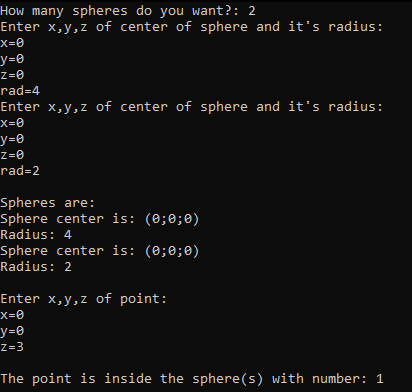 How many spheres do you want?: 2
Enter x,y,z of center of sphere and it's radius:
x=0
y=0
z=0
rad=4
Enter x,y,z of center of sphere and it's radius:
x=0
y=0
z=0
rad=2
Spheres are:
Sphere center is: (0;0;0)
Radius: 4
Sphere center is: (0;0;0)
Radius: 2
Enter x,y,z of point:
x=0
y=0
z=3
The point is inside the sphere(s) with number: 1